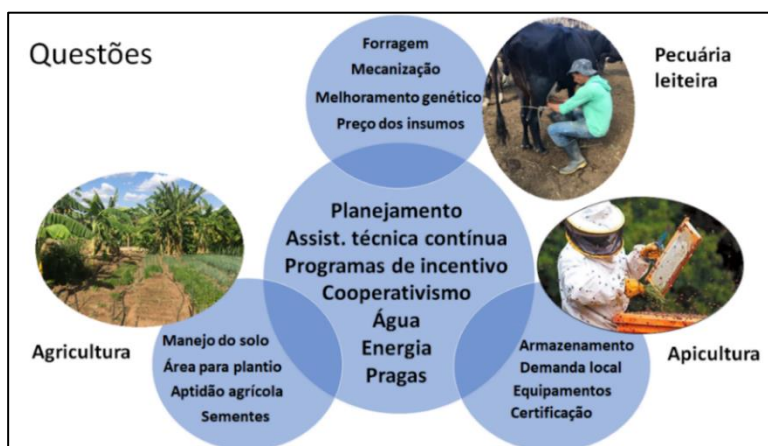 Questões
Forragem
Mecanização
Melhoramento genético
Preço dos insumos
Pecuária
leiteira
Planejamento
Assist. técnica contínua
Programas de incentivo
Cooperativismo
Água
Energia
Pragas
Agricultura
Manejo do solo
Área para plantio
Aptidão agrícola
Sementes
Armazenamento
Demanda local
Equipamentos
Certificação
Apicultura